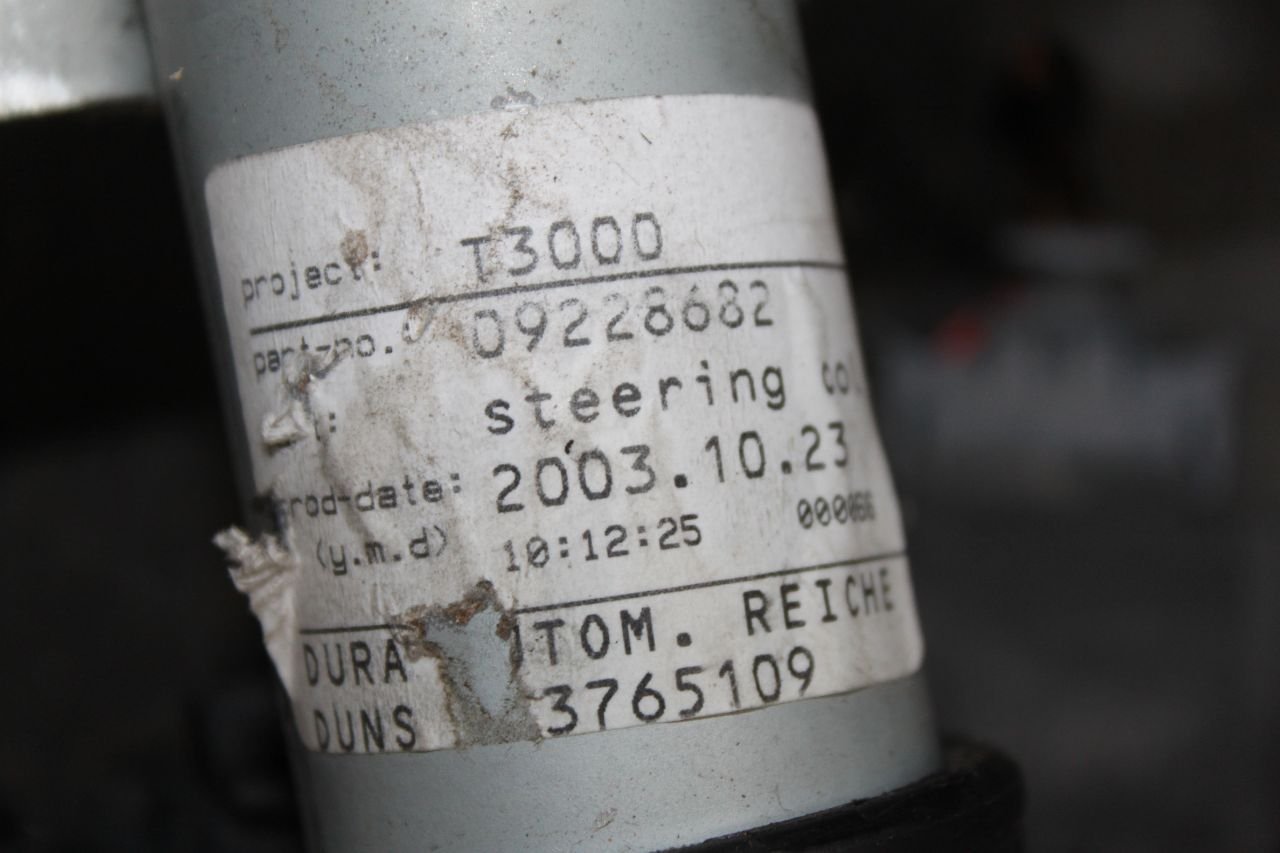 project: T3000
part-no. 09228682
steering co
prod-date: 2003.10.23
(y.m.d) 10:12:25 000066
DURA TOM. REICHE
DUNS 3765109